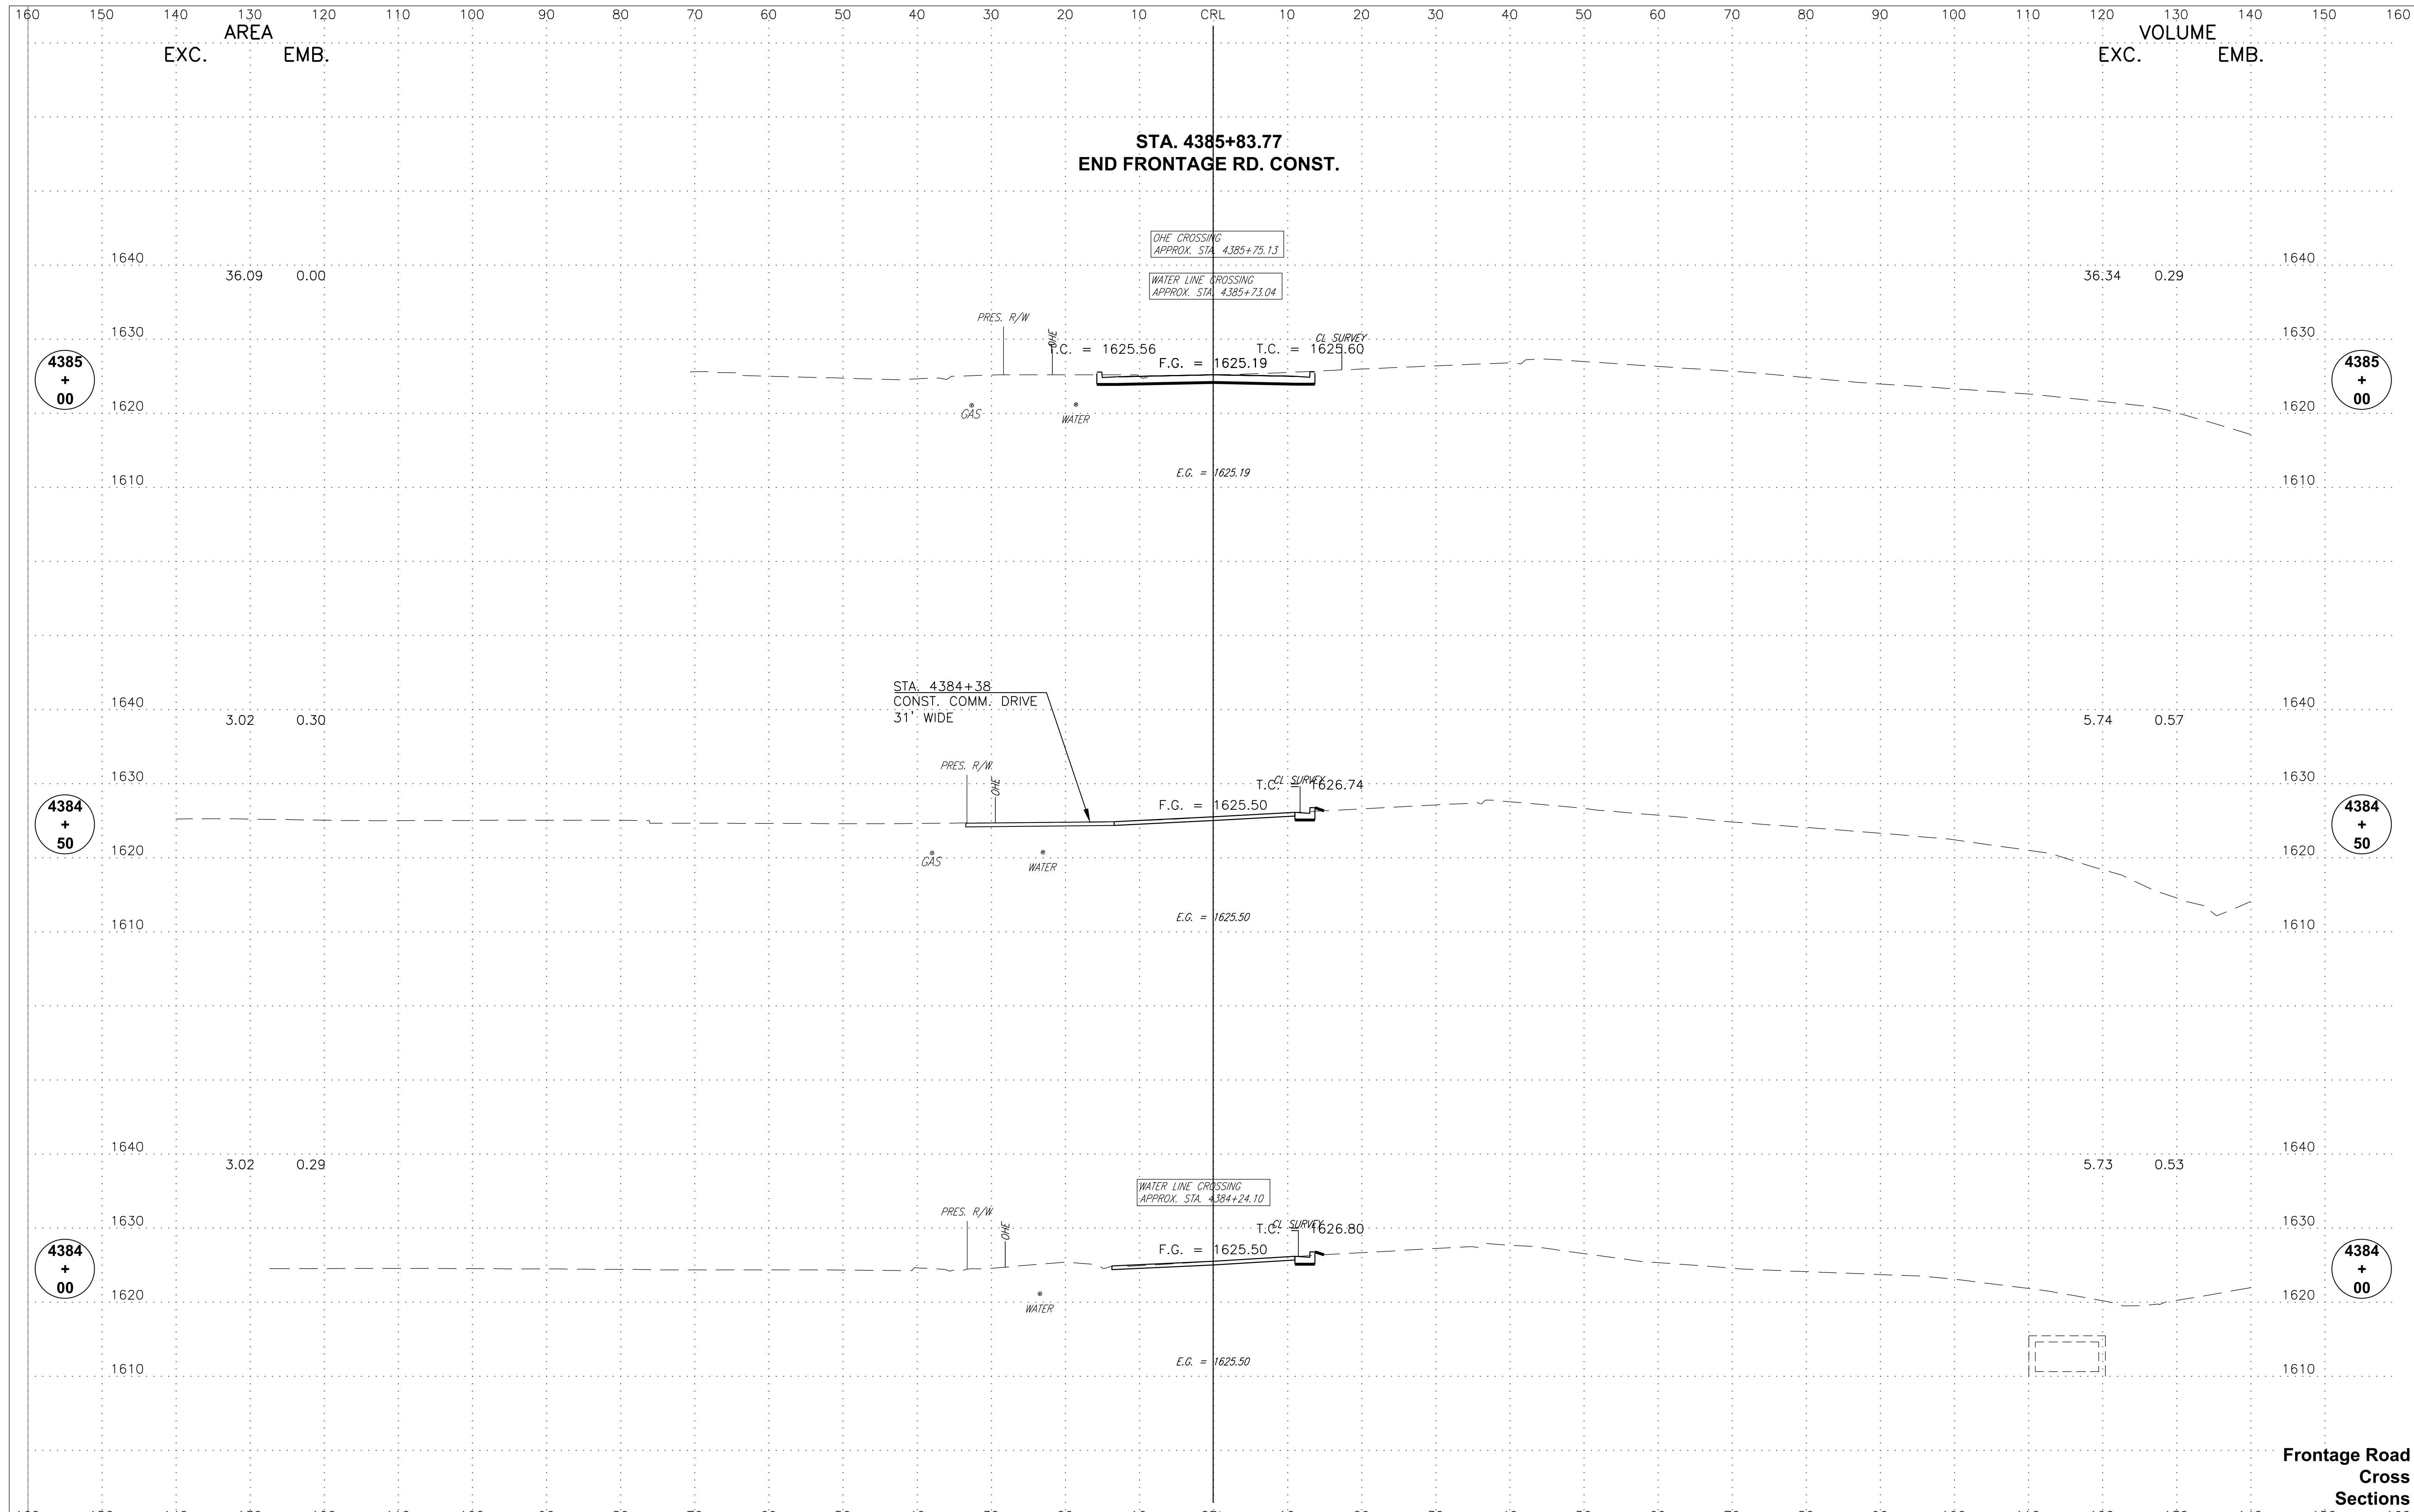 160 150 140 130 120 110 100 90 80 70 60 50 40 30 20 10 CRL 10 20 30 40 50 60 70 80 90 100 110 120 130 140 150 160
AREA
EXC. EMB.
VOLUME
EXC. EMB.
STA. 4385+83.77
END FRONTAGE RD. CONST.
OHE CROSSING
APPROX. STA. 4385+75.13
1640 1640
36.09 0.00 36.34 0.29
WATER LINE CROSSING
APPROX. STA. 4385+73.04
PRES. R/W
OHE
1630 1630
CL SURVEY
T.C. = 1625.56 T.C. = 1625.60
F.G. = 1625.19
4385
+
00
4385
+
00
1620 1620
GAS WATER
E.G. = 1625.19
1610 1610
STA. 4384+38
CONST. COMM. DRIVE
31' WIDE
1640 1640
3.02 0.30 5.74 0.57
PRES. R/W.
OHE
1630 1630
CL SURVEY
T.C. = 1626.74
F.G. = 1625.50
4384
+
50
4384
+
50
1620 1620
GAS WATER
E.G. = 1625.50
1610 1610
1640 1640
3.02 0.29 5.73 0.53
WATER LINE CROSSING
APPROX. STA. 4384+24.10
PRES. R/W
OHE
1630 1630
CL SURVEY
T.C. = 1626.80
F.G. = 1625.50
4384
+
00
4384
+
00
1620 1620
WATER
E.G. = 1625.50
1610 1610
Frontage Road
Cross
Sections